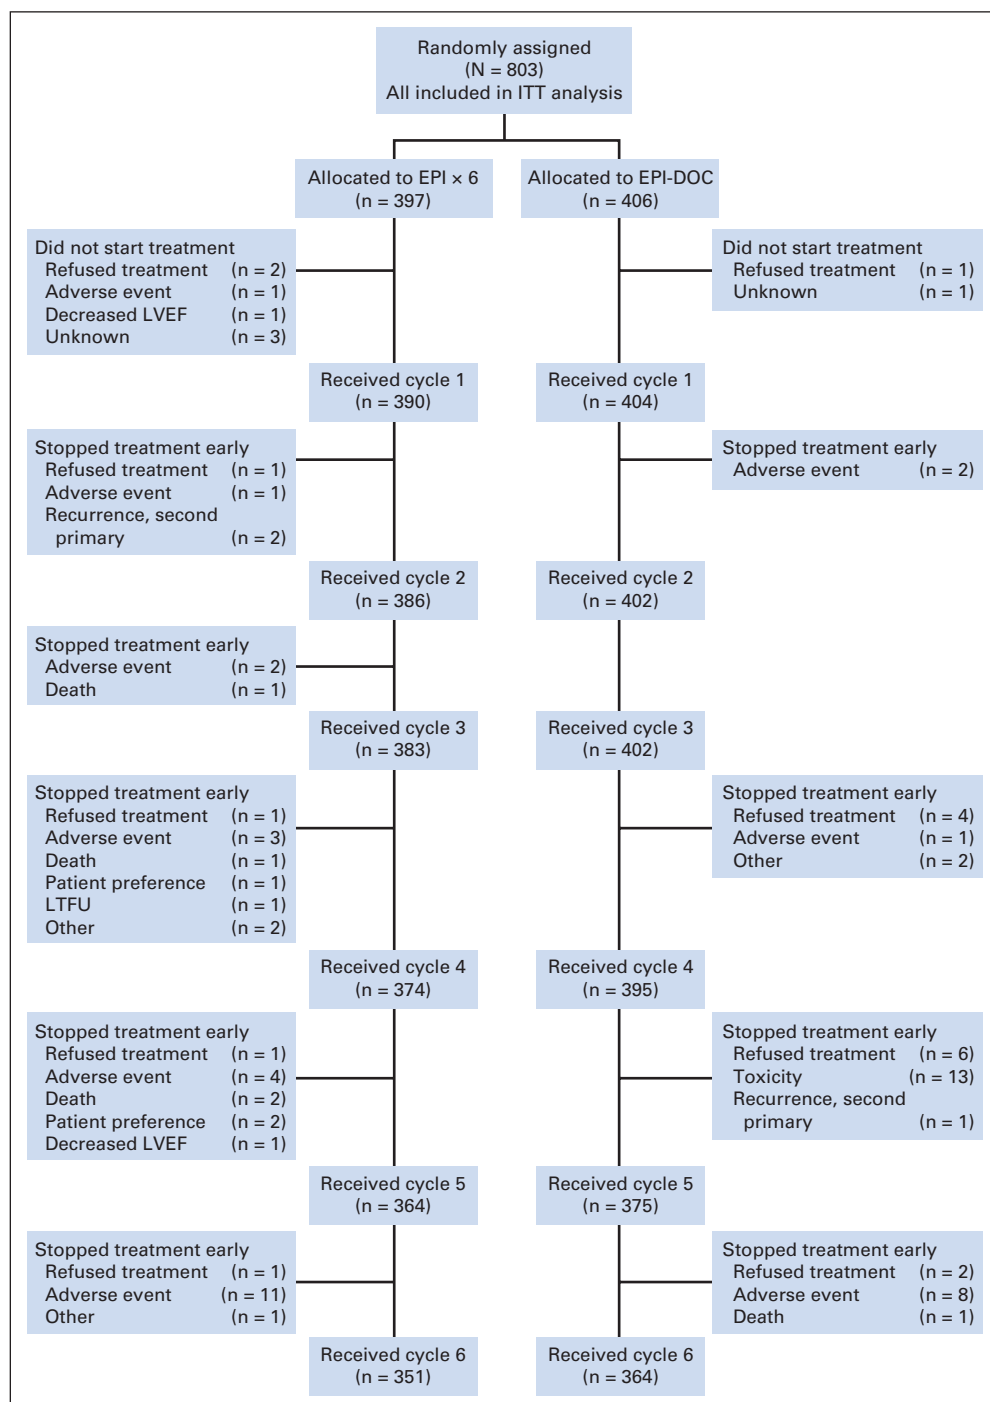 Randomly assigned
(N = 803)
All included in ITT analysis
Allocated to EPI × 6
(n = 397)
Allocated to EPI-DOC
(n = 406)
Did not start treatment
Refused treatment (n = 2)
Adverse event (n = 1)
Decreased LVEF (n = 1)
Unknown (n = 3)
Did not start treatment
Refused treatment (n = 1)
Unknown (n = 1)
Received cycle 1
(n = 390)
Received cycle 1
(n = 404)
Stopped treatment early
Refused treatment (n = 1)
Adverse event (n = 1)
Recurrence, second
primary (n = 2)
Stopped treatment early
Adverse event (n = 2)
Received cycle 2
(n = 386)
Received cycle 2
(n = 402)
Stopped treatment early
Adverse event (n = 2)
Death (n = 1)
Received cycle 3
(n = 383)
Received cycle 3
(n = 402)
Stopped treatment early
Refused treatment (n = 1)
Adverse event (n = 3)
Death (n = 1)
Patient preference (n = 1)
LTFU (n = 1)
Other (n = 2)
Stopped treatment early
Refused treatment (n = 4)
Adverse event (n = 1)
Other (n = 2)
Received cycle 4
(n = 374)
Received cycle 4
(n = 395)
Stopped treatment early
Refused treatment (n = 1)
Adverse event (n = 4)
Death (n = 2)
Patient preference (n = 2)
Decreased LVEF (n = 1)
Stopped treatment early
Refused treatment (n = 6)
Toxicity (n = 13)
Recurrence, second
primary (n = 1)
Received cycle 5
(n = 364)
Received cycle 5
(n = 375)
Stopped treatment early
Refused treatment (n = 1)
Adverse event (n = 11)
Other (n = 1)
Stopped treatment early
Refused treatment (n = 2)
Adverse event (n = 8)
Death (n = 1)
Received cycle 6
(n = 351)
Received cycle 6
(n = 364)